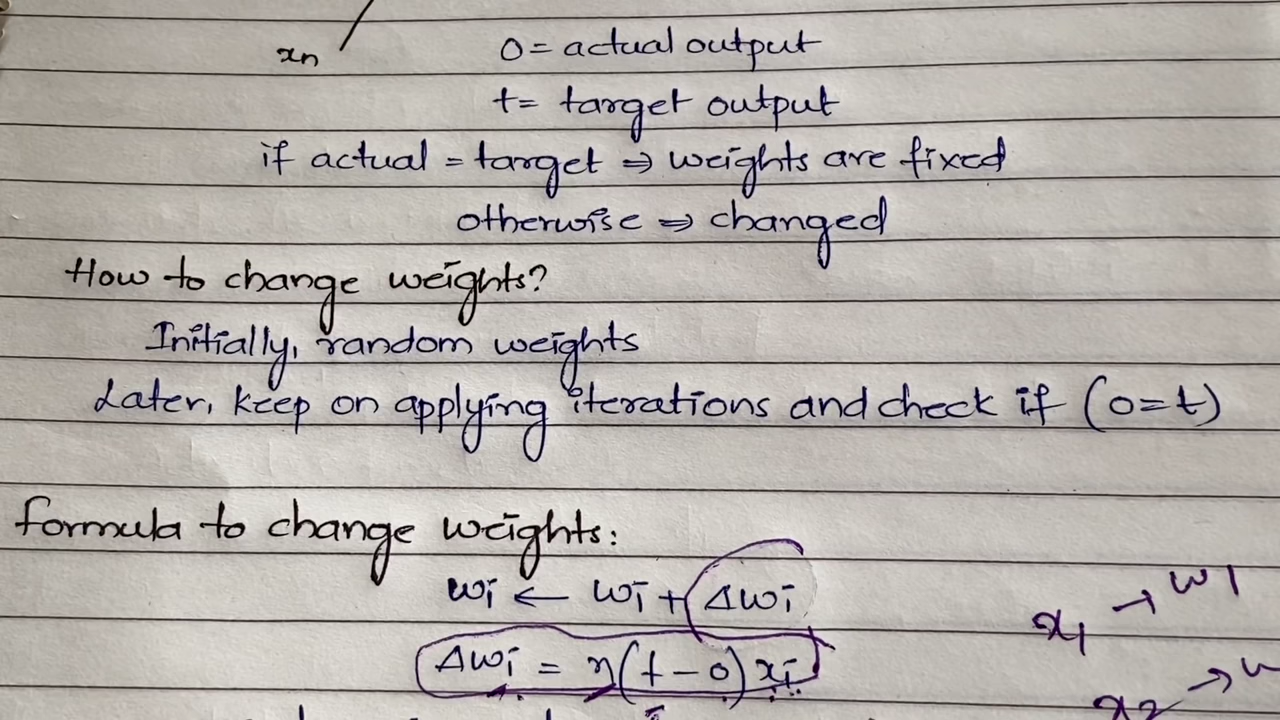 xn
o = actual output
t = target output
if actual = target ⇒ weights are fixed
otherwise ⇒ changed
How to change weights?
Initially, random weights
Later, keep on applying iterations and check if (o=t)
formula to change weights:
wi ← wi + Δwi
x1 → w1
Δwi = η(t - o) xi
x2 → w